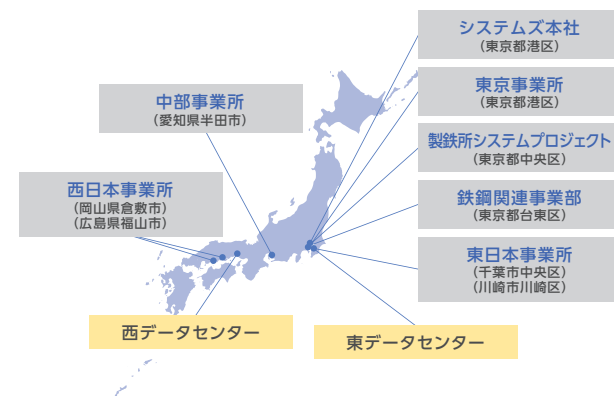 システムズ本社
（東京都港区）
東京事業所
（東京都港区）
中部事業所
（愛知県半田市）
製鉄所システムプロジェクト
（東京都中央区）
西日本事業所
（岡山県倉敷市）
（広島県福山市）
鉄鋼関連事業部
（東京都台東区）
東日本事業所
（千葉市中央区）
（川崎市川崎区）
西データセンター
東データセンター